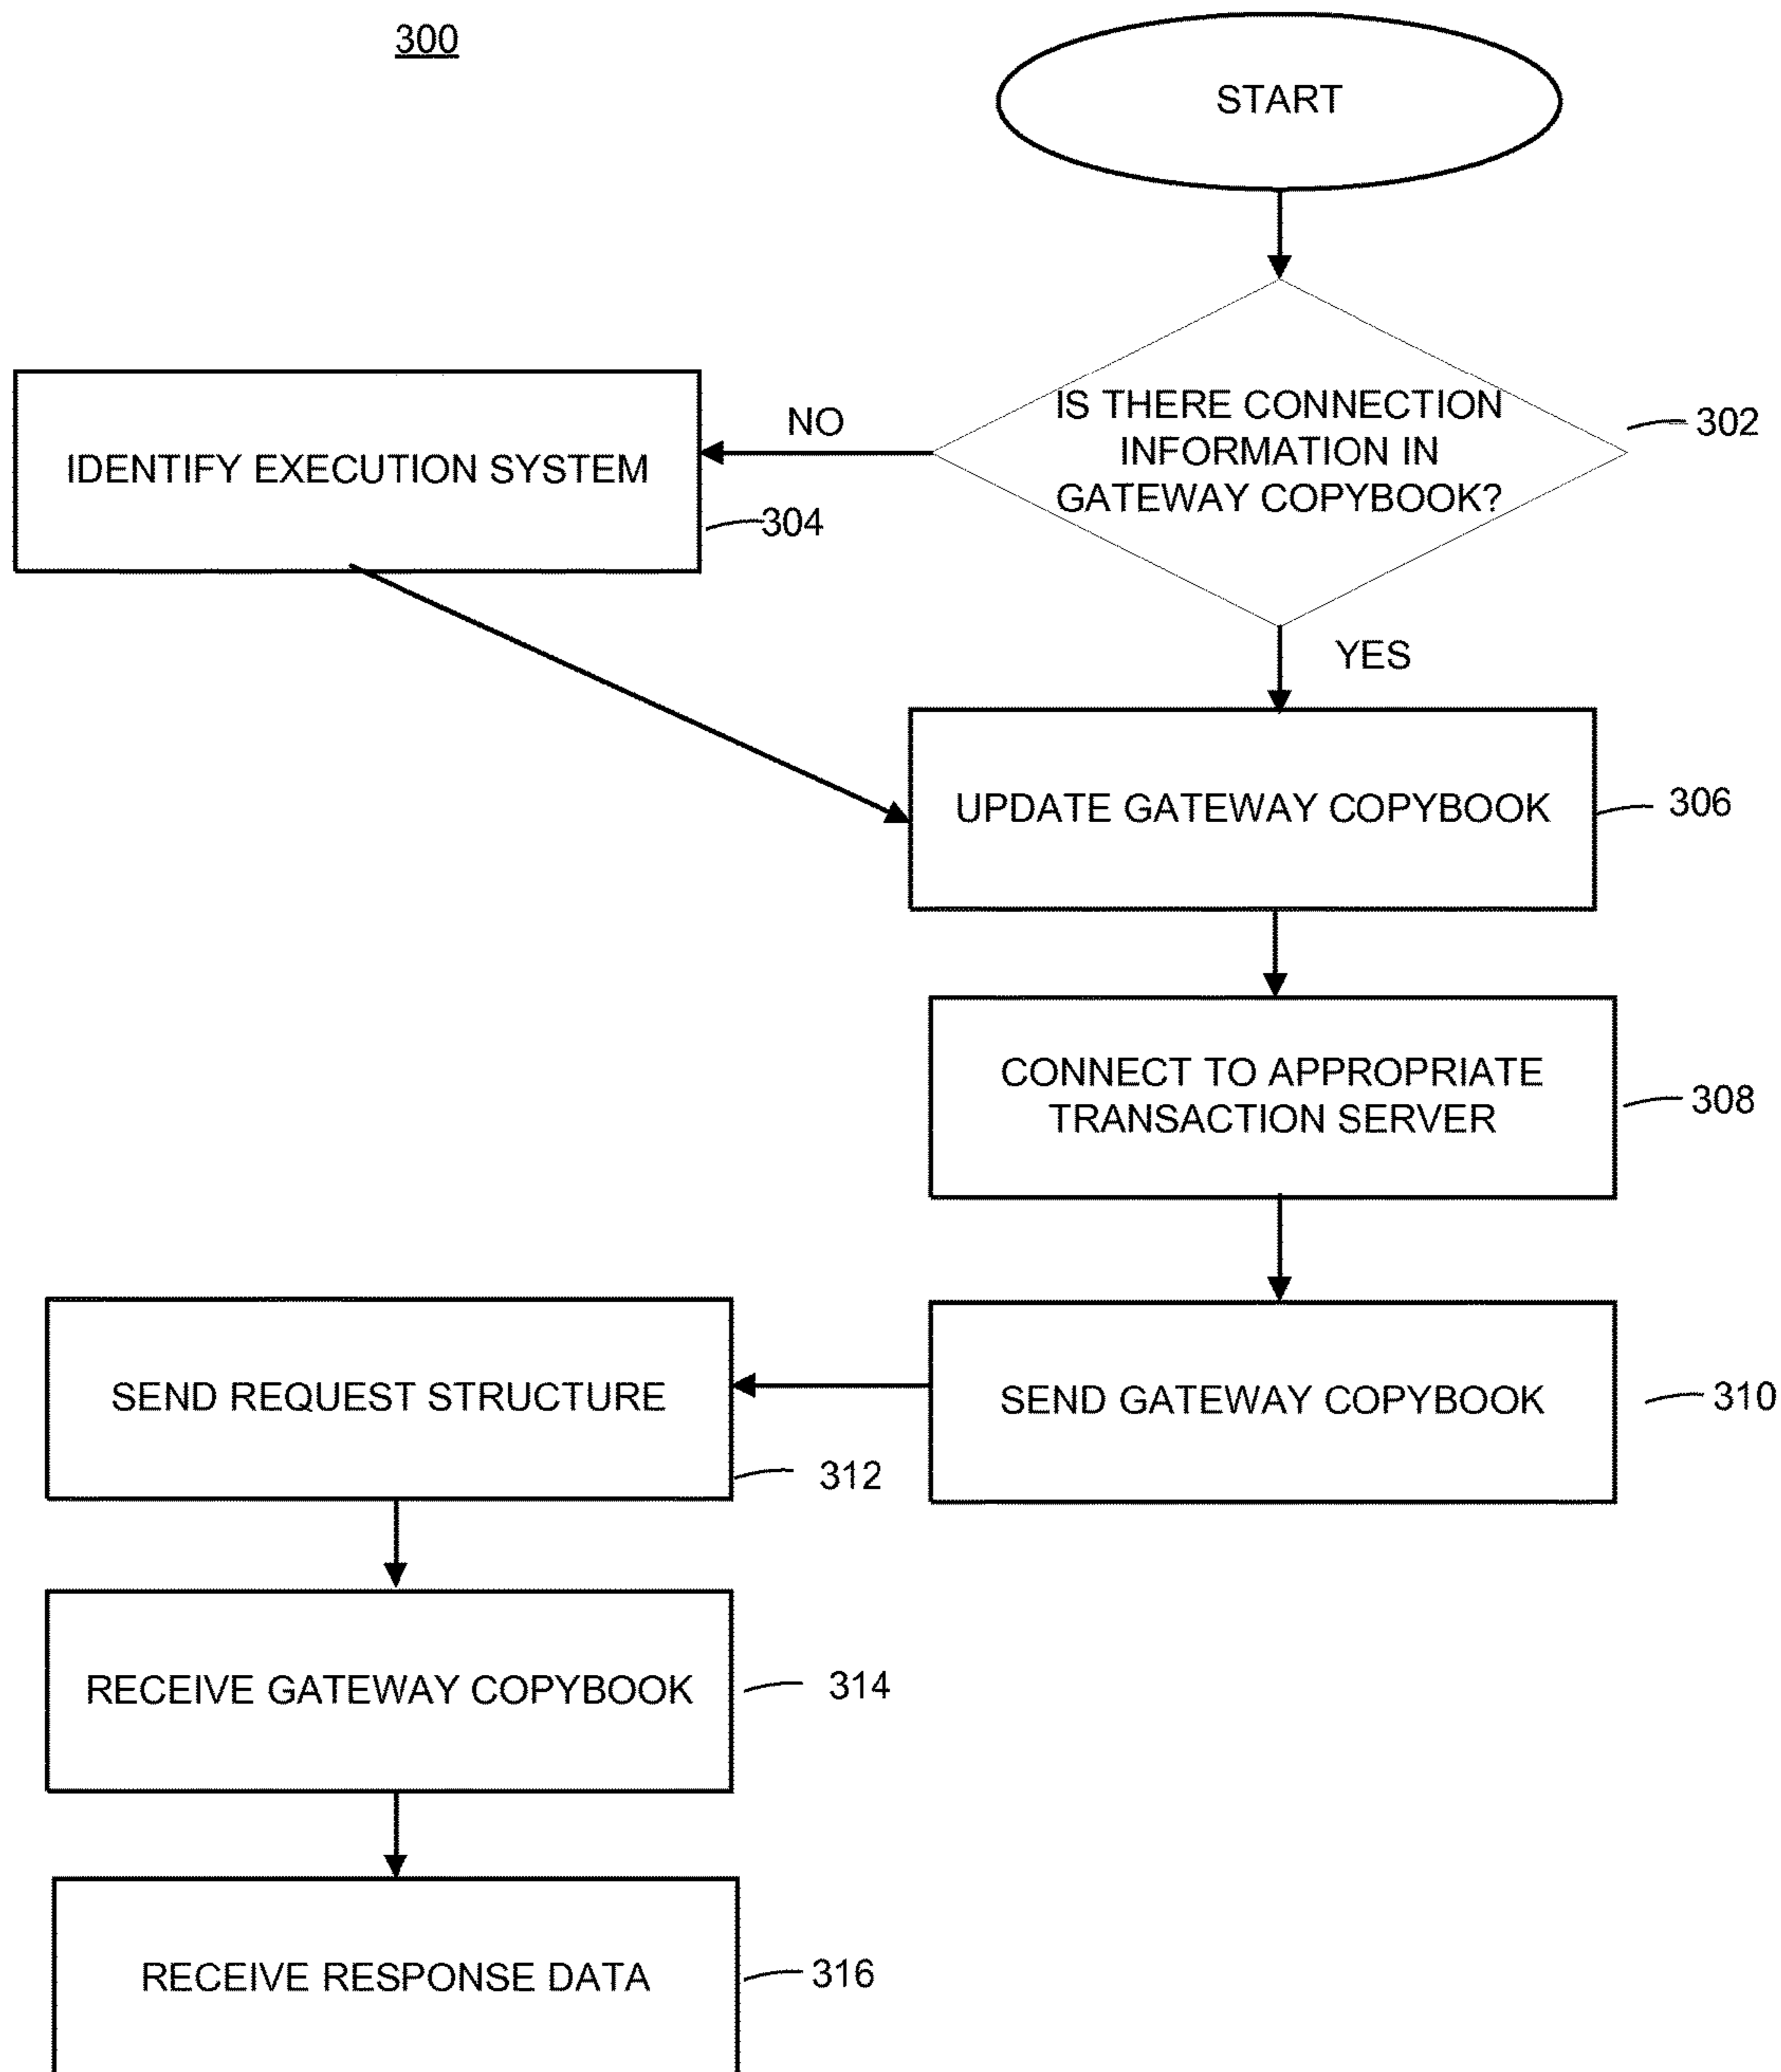 300
START
IS THERE CONNECTION
INFORMATION IN
GATEWAY COPYBOOK?
302
NO
IDENTIFY EXECUTION SYSTEM
304
YES
UPDATE GATEWAY COPYBOOK
306
CONNECT TO APPROPRIATE
TRANSACTION SERVER
308
SEND GATEWAY COPYBOOK
310
SEND REQUEST STRUCTURE
312
RECEIVE GATEWAY COPYBOOK
314
RECEIVE RESPONSE DATA
316